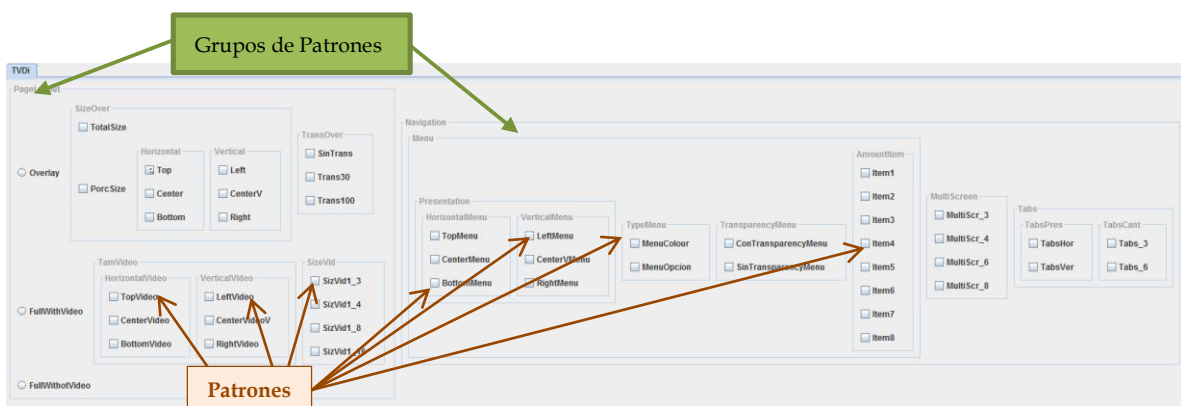 Grupos de Patrones
TVDi
SizeOver
TotalSize
Horizontal
Vertical
TransOver
Overlay
PorcSize
Top
Center
Bottom
Left
CenterV
Right
SinTrans
Trans30
Trans100
TamVideo
HorizontalVideo
VerticalVideo
SizeVid
FullWithVideo
TopVideo
CenterVideo
BottomVideo
LeftVideo
CenterVideoV
RightVideo
SizVid1_3
SizVid1_4
SizVid1_8
FullWithotVideo
Patrones
Navigation
Menu
Presentation
HorizontalMenu
VerticalMenu
TopMenu
CenterMenu
BottomMenu
LeftMenu
CenterVMenu
RightMenu
TypeMenu
MenuColour
MenuOpcion
TransparencyMenu
ConTransparencyMenu
SinTransparencyMenu
AmountItem
Item1
Item2
Item3
Item4
Item5
Item6
Item7
Item8
MultiScreen
MultiScr_3
MultiScr_4
MultiScr_6
MultiScr_8
Tabs
TabsPres
TabsHor
TabsVer
TabsCant
Tabs_3
Tabs_6